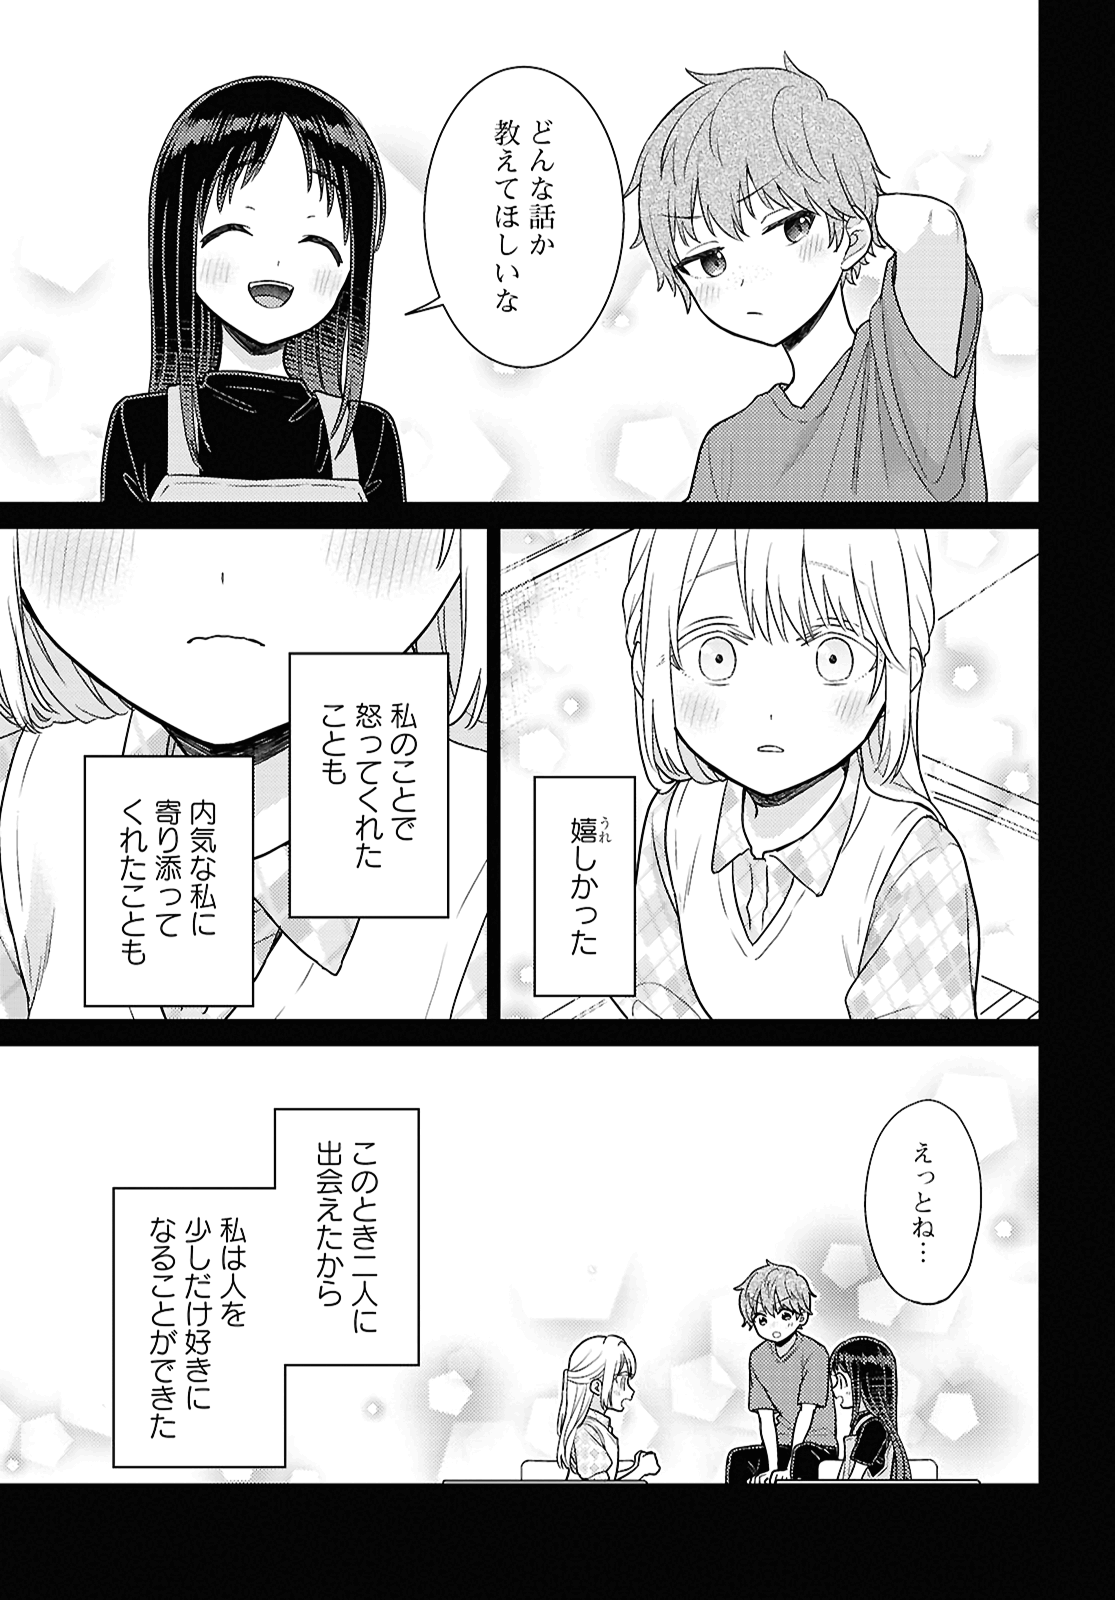 どんな話か
教えてほしいな
嬉しかった
うれ
私のことで
怒ってくれた
ことも
内気な私に
寄り添って
くれたことも
えっとね…
このとき二人に
出会えたから
私は人を
少しだけ好きに
なることができた